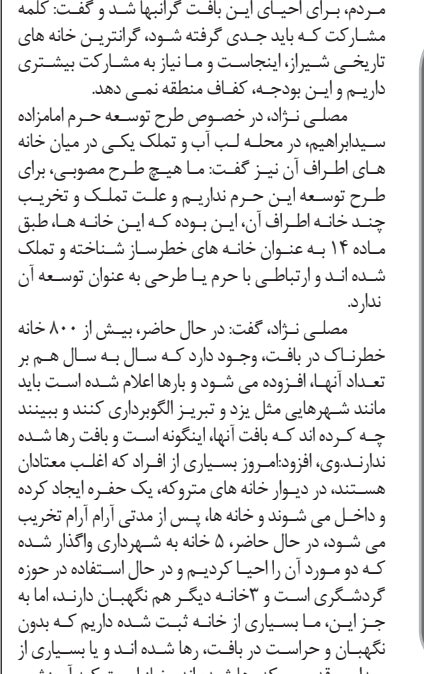 مردم، برای احیای این بافت گرانبها شد و گفت: کلمه
مشارکت که باید جدی گرفته شود، گرانترین خانه های
تاریخی شیراز، اینجاست و ما نیاز به مشارکت بیشتری
داریم و این بودجه، کفاف منطقه نمی دهد.
مصلی نژاد، در خصوص طرح توسعه حرم امامزاده
سیدابراهیم، در محله لب آب و تملک یکی در میان خانه
های اطراف آن نیز گفت: ما هیچ طرح مصوبی، برای
طرح توسعه این حرم نداریم و علت تملک و تخریب
چند خانه اطراف آن، این بوده که این خانه ها، طبق
ماده ۱۴ به عنوان خانه های خطرساز شناخته و تملک
شده اند و ارتباطی با حرم یا طرحی به عنوان توسعه آن
ندارد.
مصلی نژاد، گفت: در حال حاضر، بیش از ۸۰۰ خانه
خطرناک در بافت، وجود دارد که سال به سال هم بر
تعداد آنها، افزوده می شود و بارها اعلام شده است باید
مانند شهرهایی مثل یزد و تبریز الگوبرداری کنند و ببینند
چه کرده اند که بافت آنها، اینگونه است و بافت رها شده
ندارند.وی، افزود:امروز بسیاری از افراد که اغلب معتادان
هستند، در دیوار خانه های متروکه، یک حفره ایجاد کرده
و داخل می شوند و خانه ها، پس از مدتی آرام آرام تخریب
می شود، در حال حاضر، ۵ خانه به شهرداری واگذار شده
که دو مورد آن را احیا کردیم و در حال استفاده در حوزه
گردشگری است و ۳خانه دیگر هم نگهبان دارند، اما به
جز این، ما بسیاری از خانه ثبت شده داریم که بدون
نگهبان و حراست در بافت، رها شده اند و یا بسیاری از